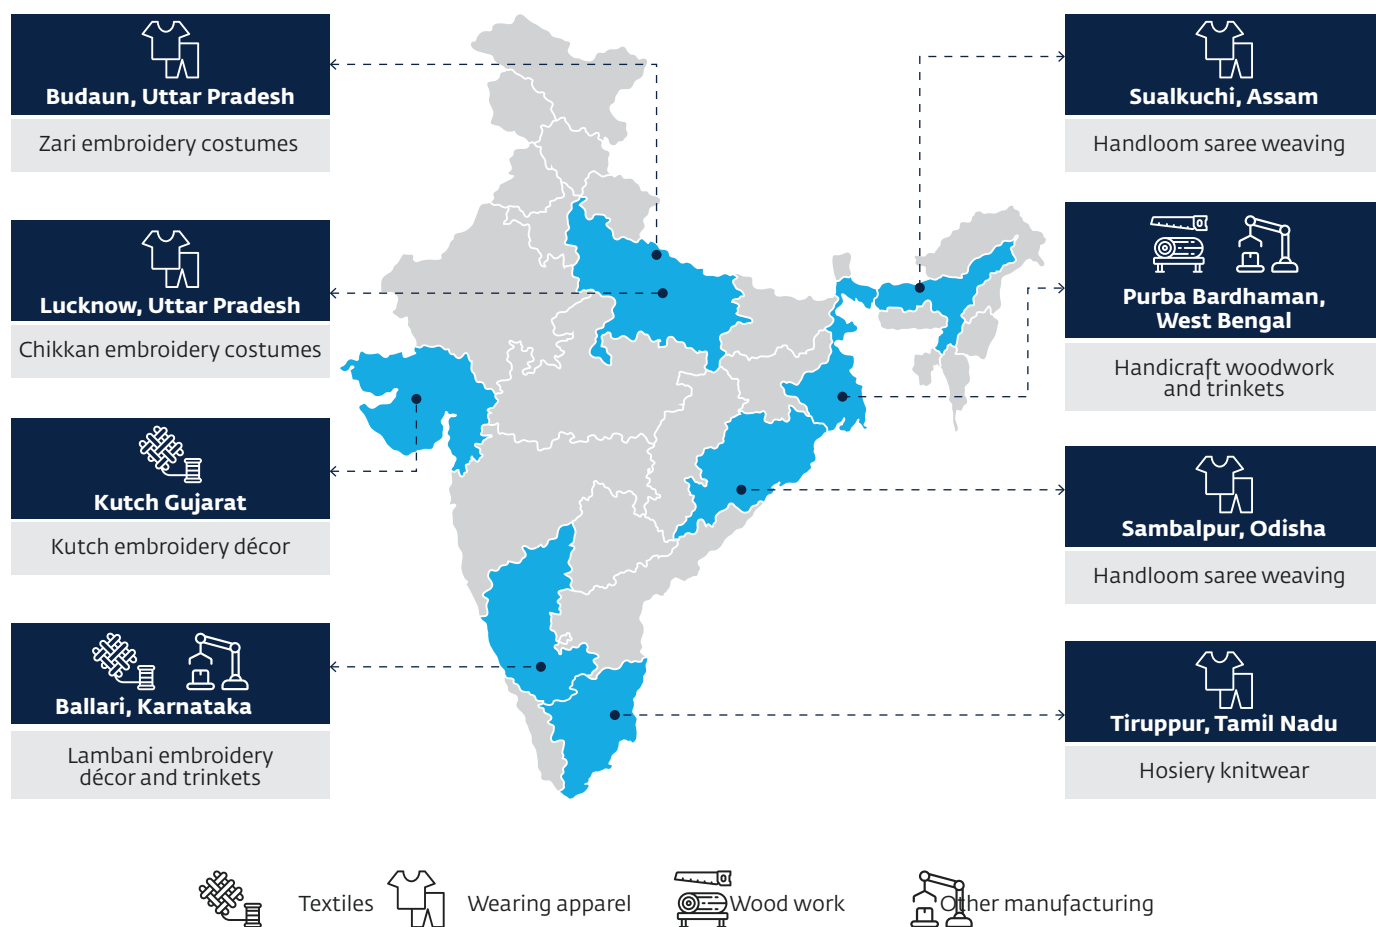 Budaun, Uttar Pradesh
Zari embroidery costumes
Lucknow, Uttar Pradesh
Chikkan embroidery costumes
Kutch Gujarat
Kutch embroidery décor
Ballari, Karnataka
Lambani embroidery
décor and trinkets
Sualkuchi, Assam
Handloom saree weaving
Purba Bardhaman,
West Bengal
Handicraft woodwork
and trinkets
Sambalpur, Odisha
Handloom saree weaving
Tiruppur, Tamil Nadu
Hosiery knitwear
Textiles
Wearing apparel
Wood work
Other manufacturing